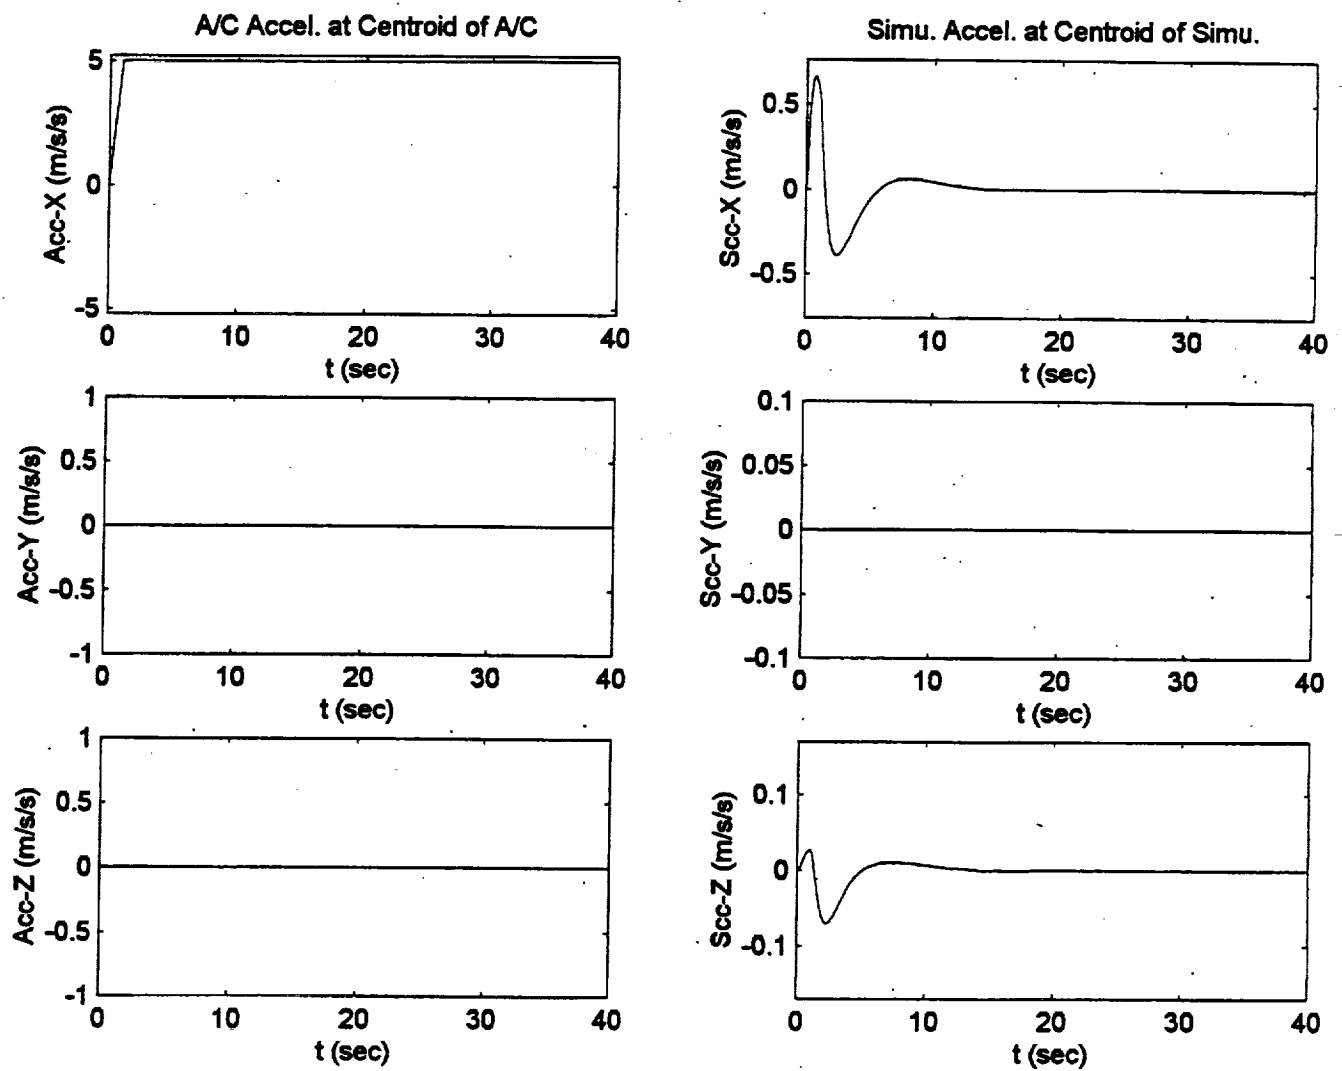 A/C Accel. at Centroid of A/C
Simu. Accel. at Centroid of Simu.
5
0
-5
Acc-X (m/s/s)
0 10 20 30 40
t (sec)
0.5
0
-0.5
Scc-X (m/s/s)
0 10 20 30 40
t (sec)
1
0.5
0
-0.5
-1
Acc-Y (m/s/s)
0 10 20 30 40
t (sec)
0.1
0.05
0
-0.05
-0.1
Scc-Y (m/s/s)
0 10 20 30 40
t (sec)
1
0.5
0
-0.5
-1
Acc-Z (m/s/s)
0 10 20 30 40
t (sec)
0.1
0
-0.1
Scc-Z (m/s/s)
0 10 20 30 40
t (sec)